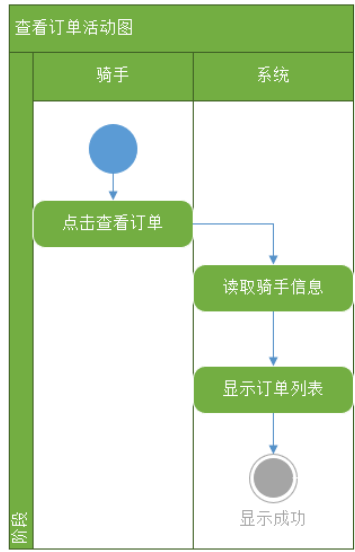 查看订单活动图
骑手
系统
点击查看订单
读取骑手信息
显示订单列表
显示成功
阶段